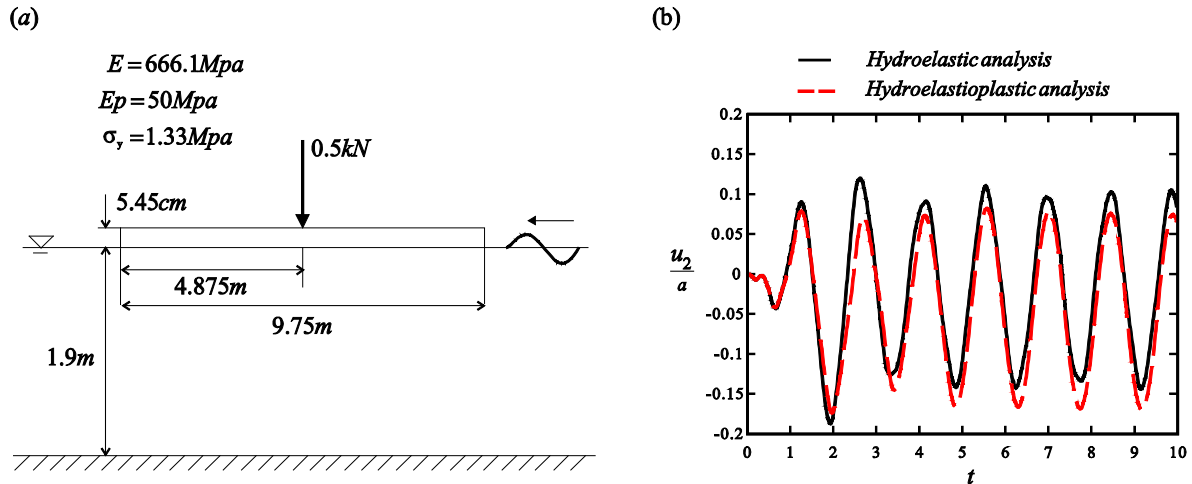 (a)
E = 666.1Mpa
Ep = 50Mpa
σy = 1.33Mpa
0.5kN
5.45cm
4.875m
9.75m
1.9m
(b)
Hydroelastic analysis
Hydroelastioplastic analysis
0.2
0.15
0.1
0.05
0
-0.05
-0.1
-0.15
-0.2
u2
a
0 1 2 3 4 5 6 7 8 9 10
t